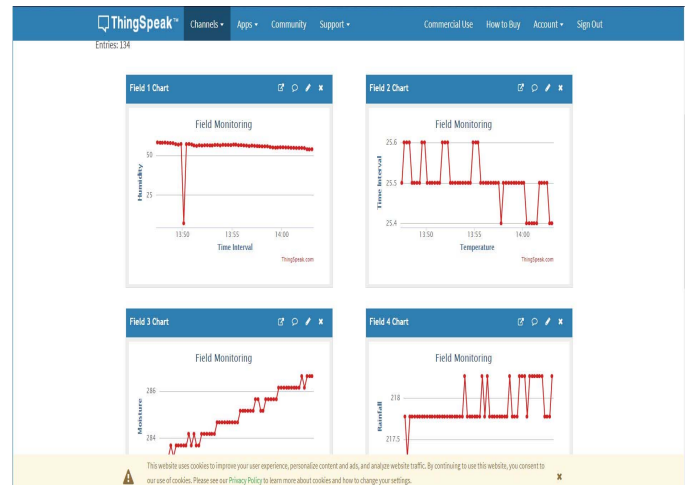 ThingSpeak™ Channels Apps Community Support Commercial Use How to Buy Account Sign Out
Entries: 134
Field 1 Chart
Field Monitoring
50
25
Humidity
13:50 13:55 14:00
Time Interval
ThingSpeak.com
Field 2 Chart
Field Monitoring
25.6
25.5
25.4
Time Interval
13:50 13:55 14:00
Temperature
ThingSpeak.com
Field 3 Chart
Field Monitoring
286
284
Moisture
Field 4 Chart
Field Monitoring
218
217.5
Rainfall
This website uses cookies to improve your user experience, personalize content and ads, and analyze website traffic. By continuing to use this website, you consent to
our use of cookies. Please see our Privacy Policy to learn more about cookies and how to change your settings.